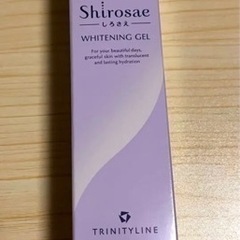 Shirosae
しろさえ
WHITENING GEL
For your beautiful days,
graceful skin with translucent
and lasting hydration
TRINITYLINE